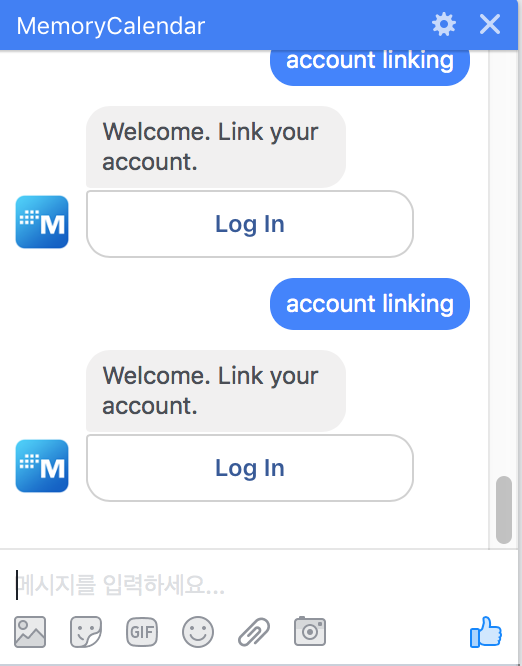 MemoryCalendar
account linking
Welcome. Link your
account.
M
Log In
account linking
Welcome. Link your
account.
M
Log In
메시지를 입력하세요...
GIF